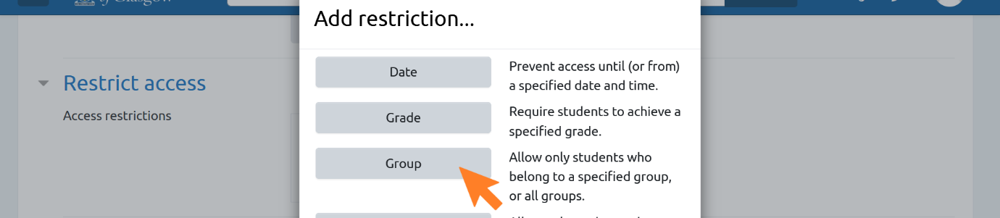 of Glasgow
Add restriction...
Date
Prevent access until (or from)
a specified date and time.
Restrict access
Access restrictions
Grade
Require students to achieve a
specified grade.
Group
Allow only students who
belong to a specified group,
or all groups.